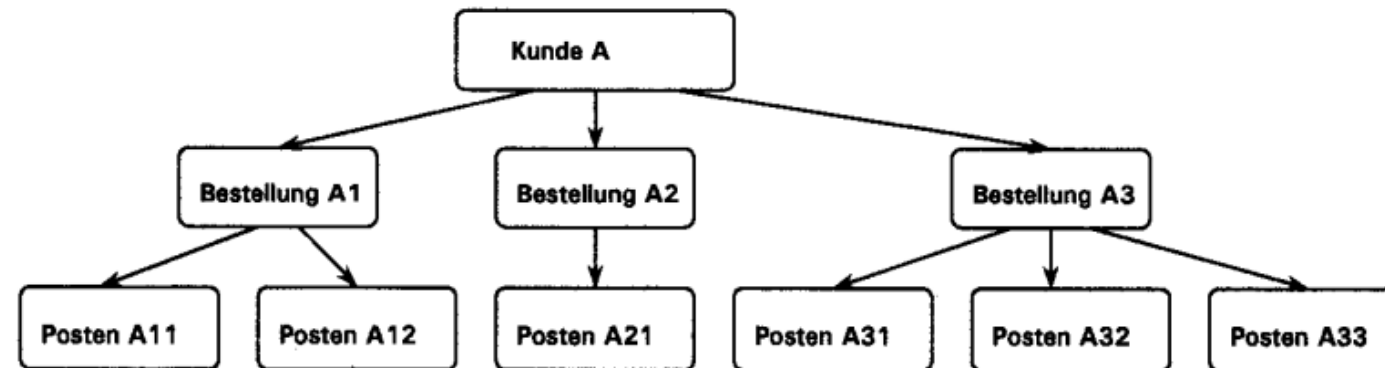 Kunde A
Bestellung A1
Bestellung A2
Bestellung A3
Posten A11
Posten A12
Posten A21
Posten A31
Posten A32
Posten A33